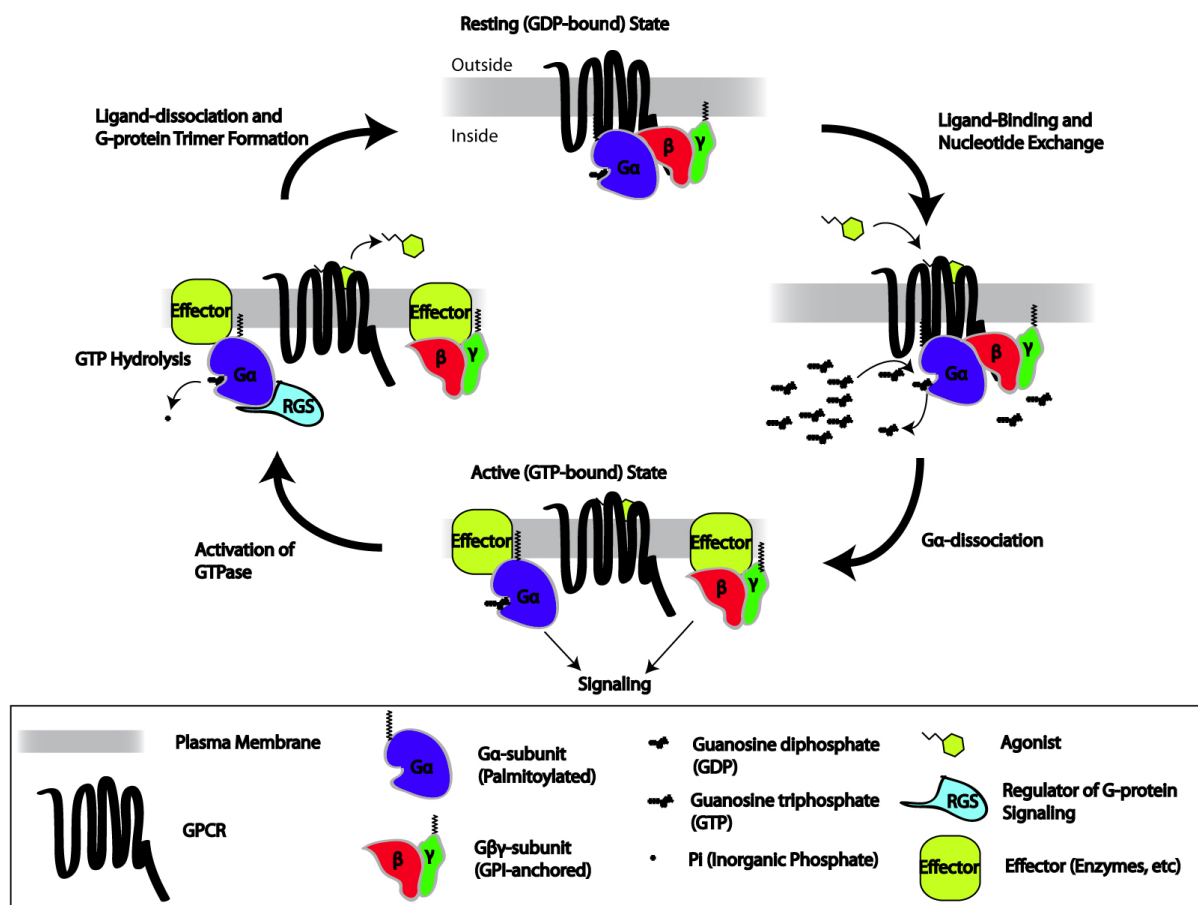 Resting (GDP-bound) State
Outside
Inside
Gα
β
γ
Ligand-dissociation and
G-protein Trimer Formation
Ligand-Binding and
Nucleotide Exchange
Effector
Effector
GTP Hydrolysis
Gα
RGS
β
γ
Gα
β
γ
Active (GTP-bound) State
Effector
Effector
Gα
β
γ
Activation of
GTPase
Gα-dissociation
Signaling
Plasma Membrane
GPCR
Gα
Gα-subunit
(Palmitoylated)
β
γ
Gβγ-subunit
(GPI-anchored)
Guanosine diphosphate
(GDP)
Guanosine triphosphate
(GTP)
Pi (Inorganic Phosphate)
Agonist
RGS
Regulator of G-protein
Signaling
Effector
Effector (Enzymes, etc)